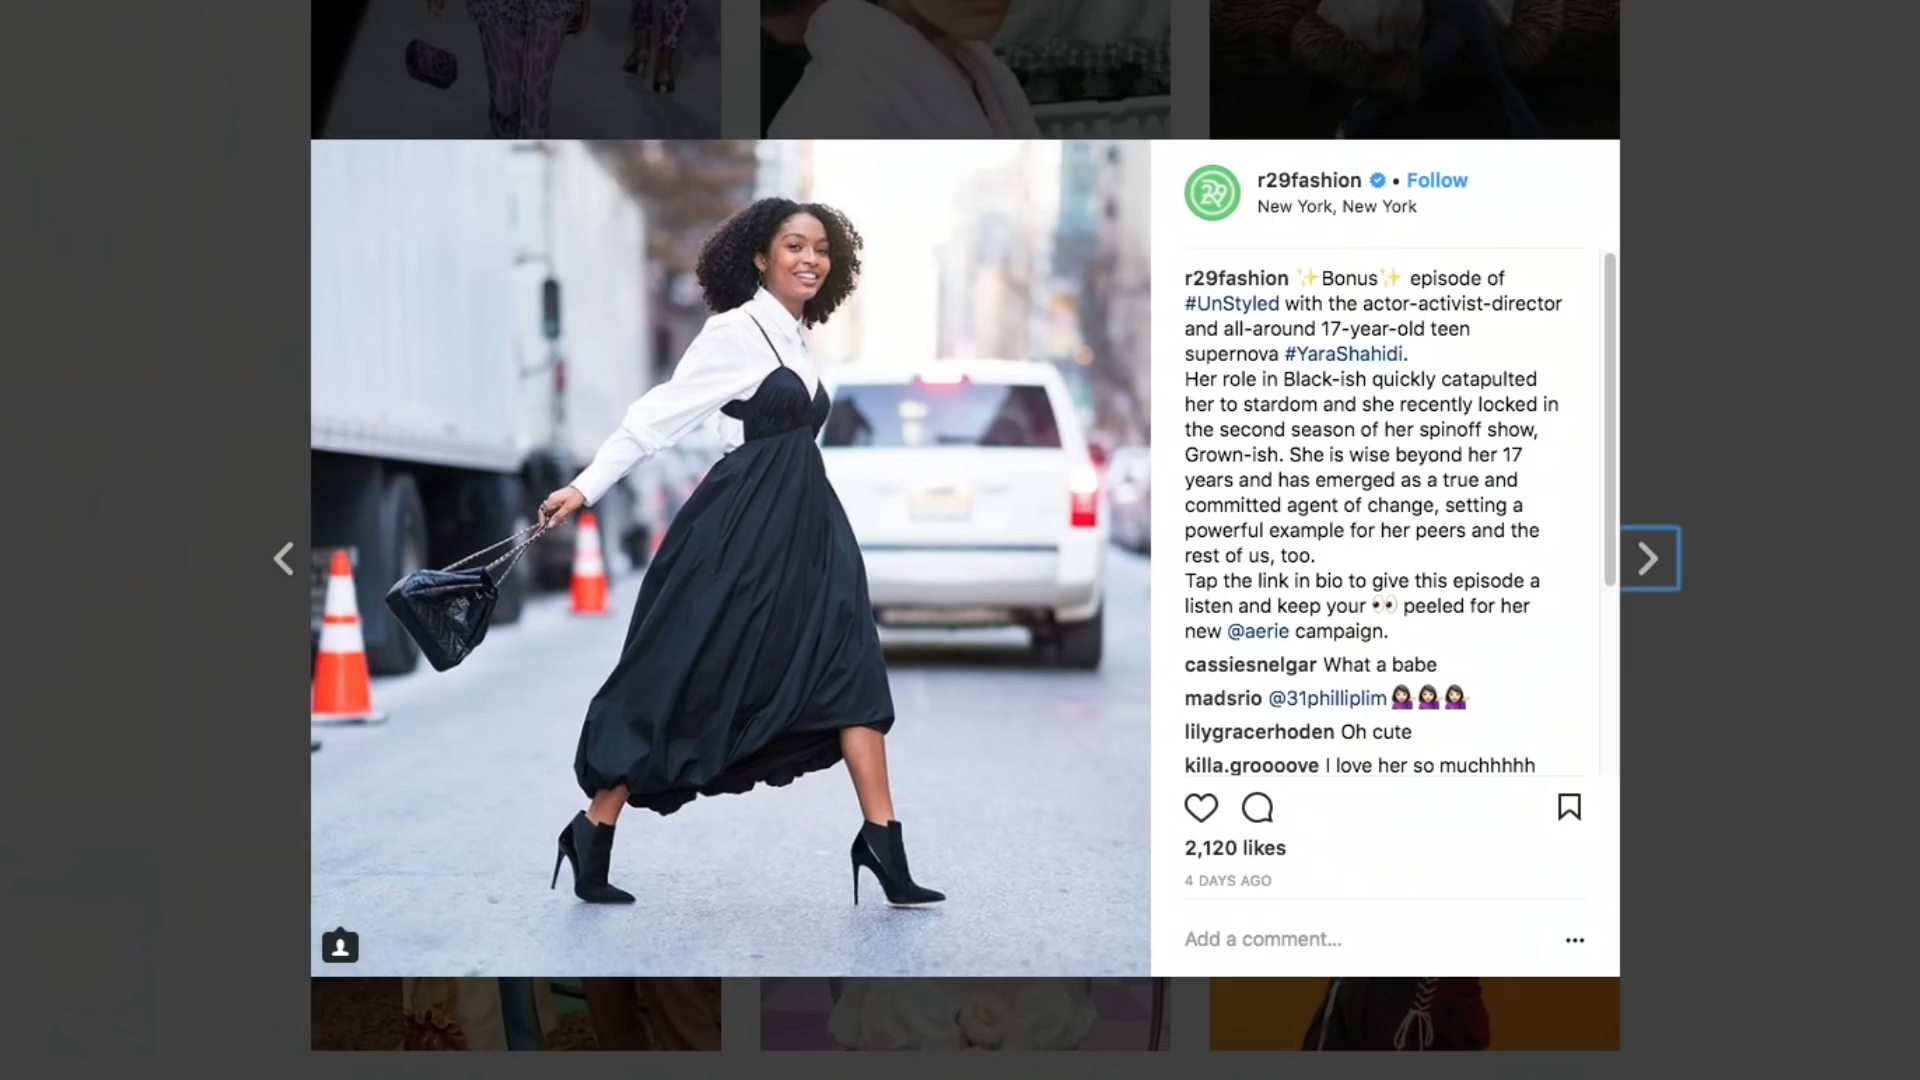 r29fashion • Follow
New York, New York
r29fashion ✨Bonus✨ episode of
#UnStyled with the actor-activist-director
and all-around 17-year-old teen
supernova #YaraShahidi.
Her role in Black-ish quickly catapulted
her to stardom and she recently locked in
the second season of her spinoff show,
Grown-ish. She is wise beyond her 17
years and has emerged as a true and
committed agent of change, setting a
powerful example for her peers and the
rest of us, too.
Tap the link in bio to give this episode a
listen and keep your 👀 peeled for her
new @aerie campaign.
cassiesnelgar What a babe
madsrio @31philliplim💁🏻💁🏻💁🏻
lilygracerhoden Oh cute
killa.groooove I love her so muchhhhh
2,120 likes
4 DAYS AGO
Add a comment...